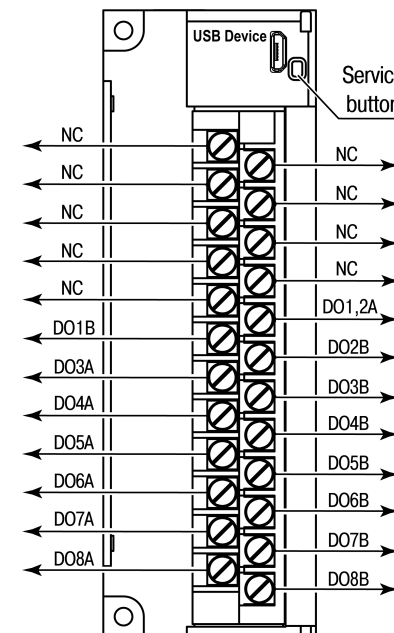 USB Device
Servic
button
NC
NC
NC
NC
NC
DO1B
DO3A
DO4A
DO5A
DO6A
DO7A
DO8A
NC
NC
NC
NC
DO1,2A
DO2B
DO3B
DO4B
DO5B
DO6B
DO7B
DO8B